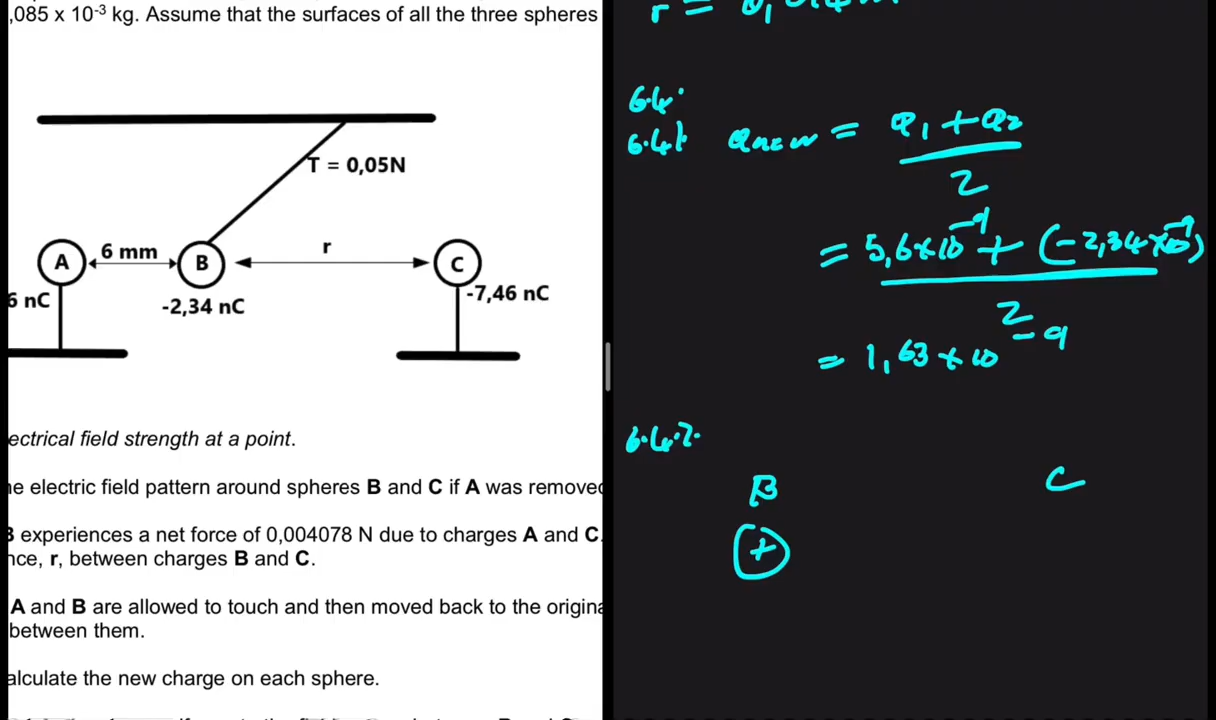 ,085 x 10-3 kg. Assume that the surfaces of all the three spheres
T = 0,05N
A
6 mm
B
r
C
6 nC
-2,34 nC
-7,46 nC
ectrical field strength at a point.
ne electric field pattern around spheres B and C if A was removed
B experiences a net force of 0,004078 N due to charges A and C.
nce, r, between charges B and C.
A and B are allowed to touch and then moved back to the origina
between them.
alculate the new charge on each sphere.
r =
6.4.
6.4.1. Qnew = Q1 + Q2
2
= 5,6×10-9 + (-2,34×10-9)
2
= 1,63×10-9
6.4.2.
B C
+